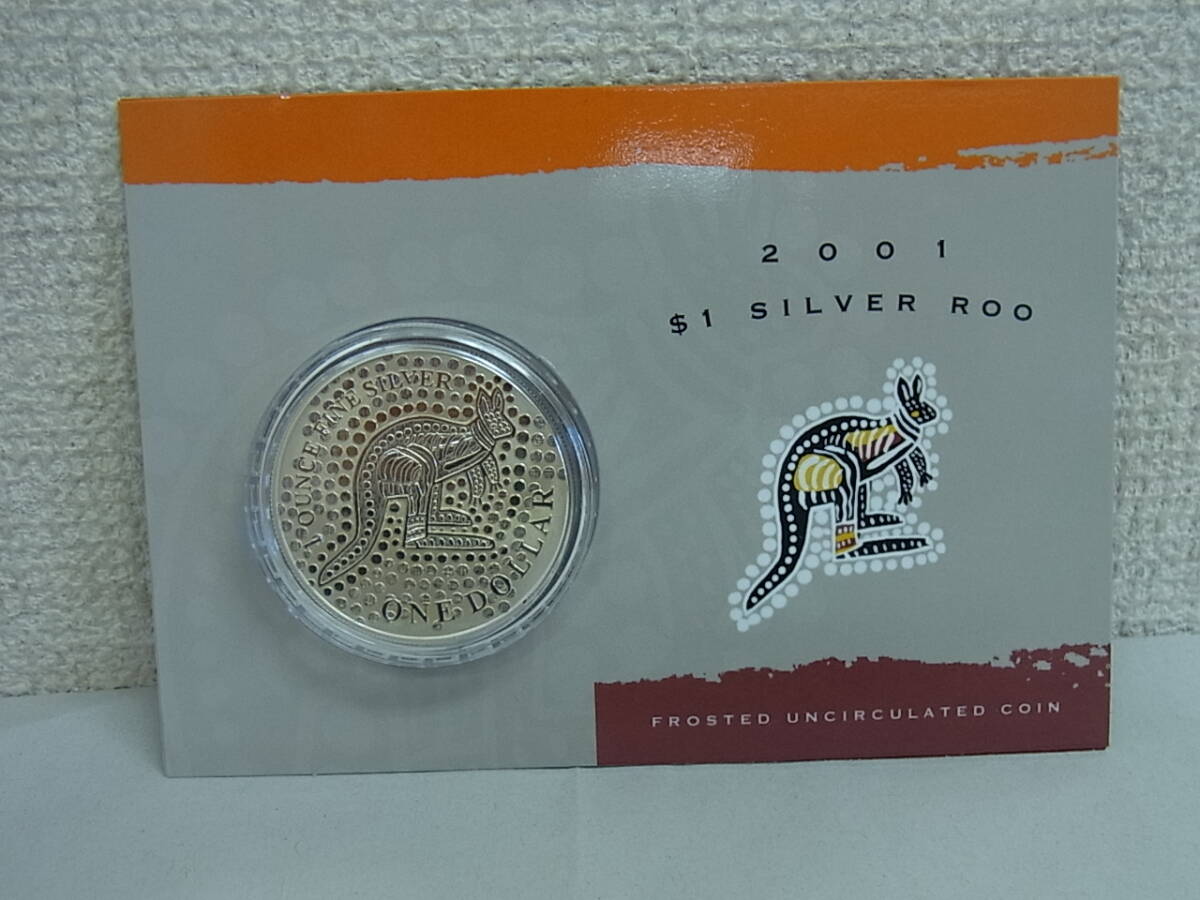 1 OUNCE FINE SILVER
ONE DOLLAR
2001
$1 SILVER ROO
FROSTED UNCIRCULATED COIN